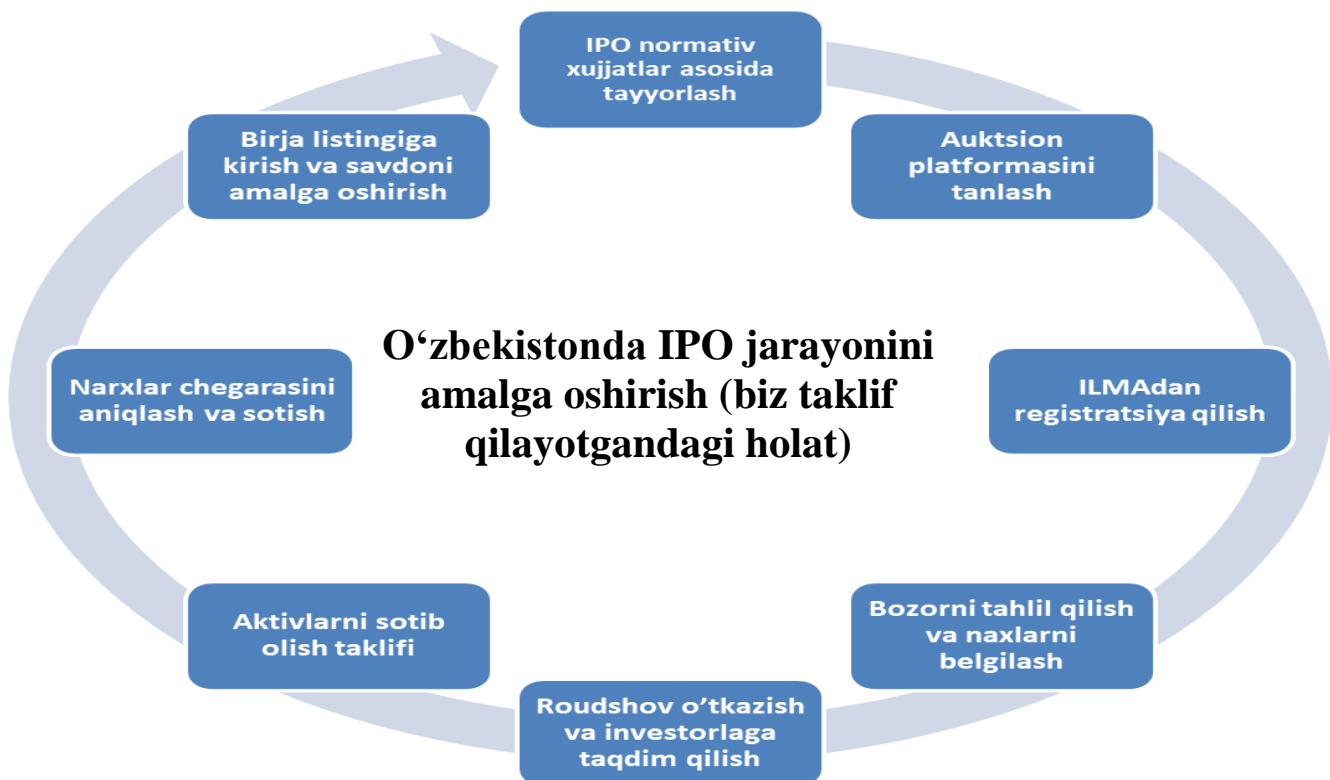 IPO normativ
xujjatlar asosida
tayyorlash
Auktsion
platformasini
tanlash
ILMAdan
registratsiya qilish
Bozorni tahlil qilish
va naxlarni
belgilash
Roudshov o’tkazish
va investorlaga
taqdim qilish
Aktivlarni sotib
olish taklifi
Narxlar chegarasini
aniqlash va sotish
Birja listingiga
kirish va savdoni
amalga oshirish
O‘zbekistonda IPO jarayonini
amalga oshirish (biz taklif
qilayotgandagi holat)